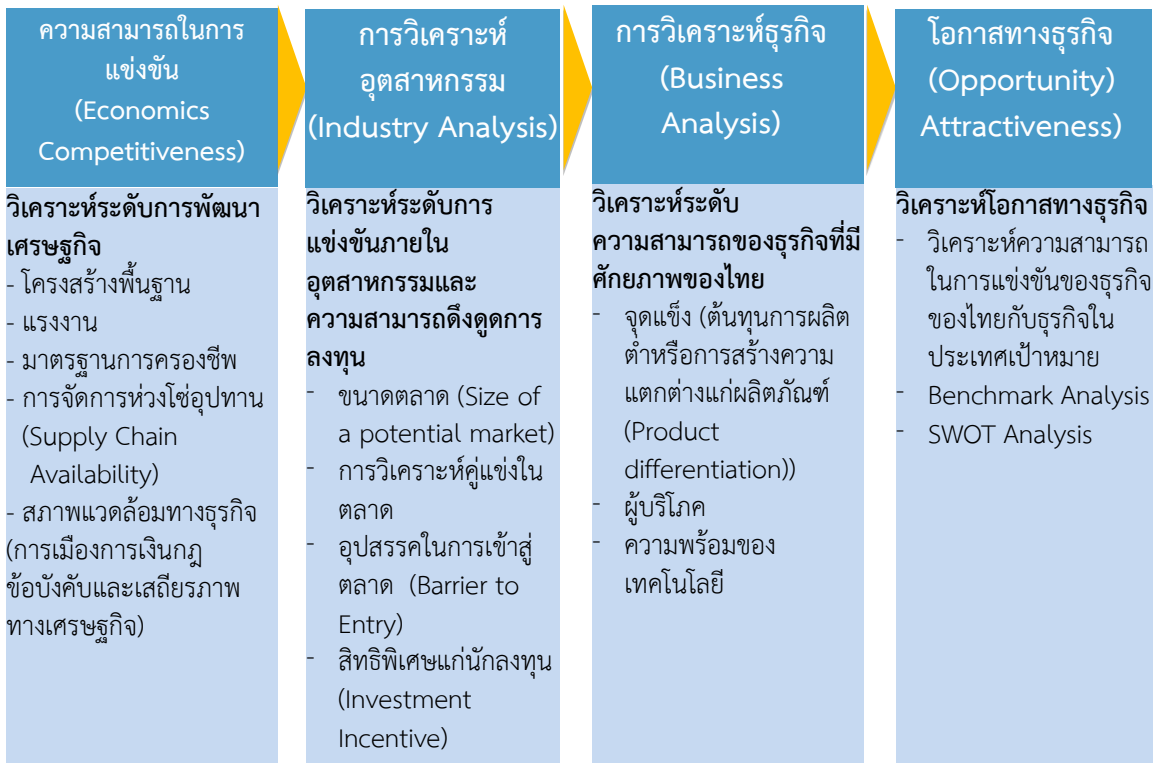 ความสามารถในการ
แข่งขัน
(Economics
Competitiveness)
วิเคราะห์ระดับการพัฒนา
เศรษฐกิจ
- โครงสร้างพื้นฐาน
- แรงงาน
- มาตรฐานการครองชีพ
- การจัดการห่วงโซ่อุปทาน
(Supply Chain
Availability)
- สภาพแวดล้อมทางธุรกิจ
(การเมืองการเงินกฎ
ข้อบังคับและเสถียรภาพ
ทางเศรษฐกิจ)
การวิเคราะห์
อุตสาหกรรม
(Industry Analysis)
วิเคราะห์ระดับการ
แข่งขันภายใน
อุตสาหกรรมและ
ความสามารถดึงดูดการ
ลงทุน
- ขนาดตลาด (Size of
a potential market)
- การวิเคราะห์คู่แข่งใน
ตลาด
- อุปสรรคในการเข้าสู่
ตลาด (Barrier to
Entry)
- สิทธิพิเศษแก่นักลงทุน
(Investment
Incentive)
การวิเคราะห์ธุรกิจ
(Business
Analysis)
วิเคราะห์ระดับ
ความสามารถของธุรกิจที่มี
ศักยภาพของไทย
- จุดแข็ง (ต้นทุนการผลิต
ต่ำหรือการสร้างความ
แตกต่างแก่ผลิตภัณฑ์
(Product
differentiation))
- ผู้บริโภค
- ความพร้อมของ
เทคโนโลยี
โอกาสทางธุรกิจ
(Opportunity)
Attractiveness)
วิเคราะห์โอกาสทางธุรกิจ
- วิเคราะห์ความสามารถ
ในการแข่งขันของธุรกิจ
ของไทยกับธุรกิจใน
ประเทศเป้าหมาย
- Benchmark Analysis
- SWOT Analysis